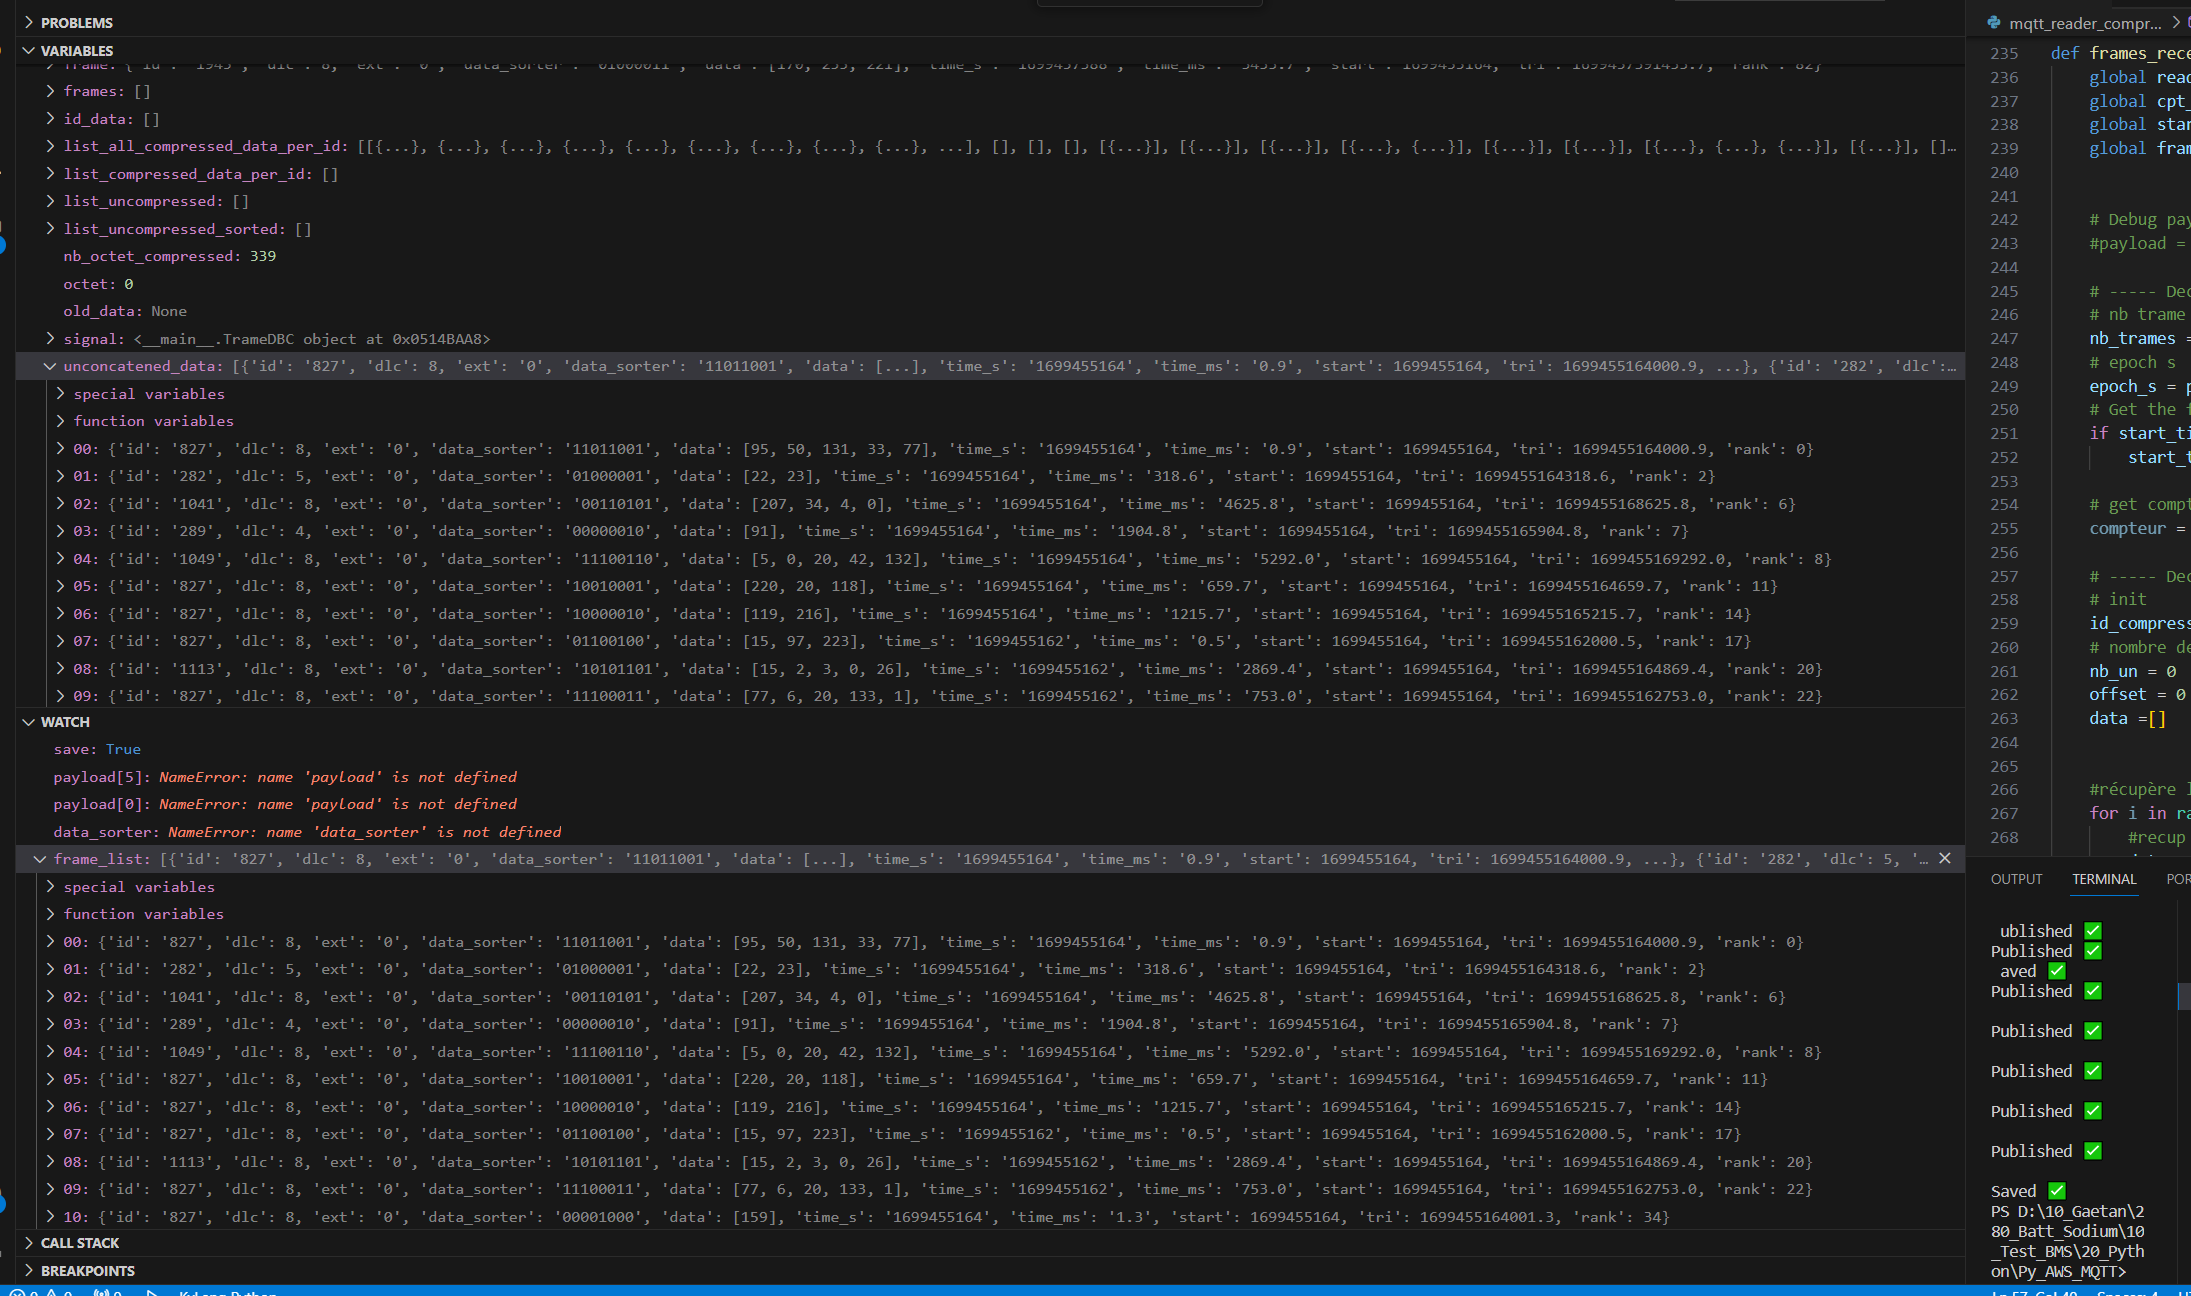 PROBLEMS
VARIABLES
frame: {'id': '1945', 'dlc': 8, 'ext': '0', 'data_sorter': '01000011', 'data': [170, 255, 221], 'time_s': '1699457388', 'time_ms': '3455.7', 'start': 1699455164, 'tri': 1699457391455.7, 'rank': 82}
frames: []
id_data: []
list_all_compressed_data_per_id: [[{...}, {...}, {...}, {...}, {...}, {...}, {...}, {...}, {...}, ...], [], [], [], [{...}], [{...}], [{...}], [{...}, {...}], [{...}], [{...}], [{...}, {...}, {...}], [{...}], []…
list_compressed_data_per_id: []
list_uncompressed: []
list_uncompressed_sorted: []
nb_octet_compressed: 339
octet: 0
old_data: None
signal: <__main__.TrameDBC object at 0x0514BAA8>
unconcatened_data: [{'id': '827', 'dlc': 8, 'ext': '0', 'data_sorter': '11011001', 'data': [...], 'time_s': '1699455164', 'time_ms': '0.9', 'start': 1699455164, 'tri': 1699455164000.9, ...}, {'id': '282', 'dlc':…
special variables
function variables
00: {'id': '827', 'dlc': 8, 'ext': '0', 'data_sorter': '11011001', 'data': [95, 50, 131, 33, 77], 'time_s': '1699455164', 'time_ms': '0.9', 'start': 1699455164, 'tri': 1699455164000.9, 'rank': 0}
01: {'id': '282', 'dlc': 5, 'ext': '0', 'data_sorter': '01000001', 'data': [22, 23], 'time_s': '1699455164', 'time_ms': '318.6', 'start': 1699455164, 'tri': 1699455164318.6, 'rank': 2}
02: {'id': '1041', 'dlc': 8, 'ext': '0', 'data_sorter': '00110101', 'data': [207, 34, 4, 0], 'time_s': '1699455164', 'time_ms': '4625.8', 'start': 1699455164, 'tri': 1699455168625.8, 'rank': 6}
03: {'id': '289', 'dlc': 4, 'ext': '0', 'data_sorter': '00000010', 'data': [91], 'time_s': '1699455164', 'time_ms': '1904.8', 'start': 1699455164, 'tri': 1699455165904.8, 'rank': 7}
04: {'id': '1049', 'dlc': 8, 'ext': '0', 'data_sorter': '11100110', 'data': [5, 0, 20, 42, 132], 'time_s': '1699455164', 'time_ms': '5292.0', 'start': 1699455164, 'tri': 1699455169292.0, 'rank': 8}
05: {'id': '827', 'dlc': 8, 'ext': '0', 'data_sorter': '10010001', 'data': [220, 20, 118], 'time_s': '1699455164', 'time_ms': '659.7', 'start': 1699455164, 'tri': 1699455164659.7, 'rank': 11}
06: {'id': '827', 'dlc': 8, 'ext': '0', 'data_sorter': '10000010', 'data': [119, 216], 'time_s': '1699455164', 'time_ms': '1215.7', 'start': 1699455164, 'tri': 1699455165215.7, 'rank': 14}
07: {'id': '827', 'dlc': 8, 'ext': '0', 'data_sorter': '01100100', 'data': [15, 97, 223], 'time_s': '1699455162', 'time_ms': '0.5', 'start': 1699455164, 'tri': 1699455162000.5, 'rank': 17}
08: {'id': '1113', 'dlc': 8, 'ext': '0', 'data_sorter': '10101101', 'data': [15, 2, 3, 0, 26], 'time_s': '1699455162', 'time_ms': '2869.4', 'start': 1699455164, 'tri': 1699455164869.4, 'rank': 20}
09: {'id': '827', 'dlc': 8, 'ext': '0', 'data_sorter': '11100011', 'data': [77, 6, 20, 133, 1], 'time_s': '1699455162', 'time_ms': '753.0', 'start': 1699455164, 'tri': 1699455162753.0, 'rank': 22}
WATCH
save: True
payload[5]: NameError: name 'payload' is not defined
payload[0]: NameError: name 'payload' is not defined
data_sorter: NameError: name 'data_sorter' is not defined
frame_list: [{'id': '827', 'dlc': 8, 'ext': '0', 'data_sorter': '11011001', 'data': [...], 'time_s': '1699455164', 'time_ms': '0.9', 'start': 1699455164, 'tri': 1699455164000.9, ...}, {'id': '282', 'dlc': 5, '…
special variables
function variables
00: {'id': '827', 'dlc': 8, 'ext': '0', 'data_sorter': '11011001', 'data': [95, 50, 131, 33, 77], 'time_s': '1699455164', 'time_ms': '0.9', 'start': 1699455164, 'tri': 1699455164000.9, 'rank': 0}
01: {'id': '282', 'dlc': 5, 'ext': '0', 'data_sorter': '01000001', 'data': [22, 23], 'time_s': '1699455164', 'time_ms': '318.6', 'start': 1699455164, 'tri': 1699455164318.6, 'rank': 2}
02: {'id': '1041', 'dlc': 8, 'ext': '0', 'data_sorter': '00110101', 'data': [207, 34, 4, 0], 'time_s': '1699455164', 'time_ms': '4625.8', 'start': 1699455164, 'tri': 1699455168625.8, 'rank': 6}
03: {'id': '289', 'dlc': 4, 'ext': '0', 'data_sorter': '00000010', 'data': [91], 'time_s': '1699455164', 'time_ms': '1904.8', 'start': 1699455164, 'tri': 1699455165904.8, 'rank': 7}
04: {'id': '1049', 'dlc': 8, 'ext': '0', 'data_sorter': '11100110', 'data': [5, 0, 20, 42, 132], 'time_s': '1699455164', 'time_ms': '5292.0', 'start': 1699455164, 'tri': 1699455169292.0, 'rank': 8}
05: {'id': '827', 'dlc': 8, 'ext': '0', 'data_sorter': '10010001', 'data': [220, 20, 118], 'time_s': '1699455164', 'time_ms': '659.7', 'start': 1699455164, 'tri': 1699455164659.7, 'rank': 11}
06: {'id': '827', 'dlc': 8, 'ext': '0', 'data_sorter': '10000010', 'data': [119, 216], 'time_s': '1699455164', 'time_ms': '1215.7', 'start': 1699455164, 'tri': 1699455165215.7, 'rank': 14}
07: {'id': '827', 'dlc': 8, 'ext': '0', 'data_sorter': '01100100', 'data': [15, 97, 223], 'time_s': '1699455162', 'time_ms': '0.5', 'start': 1699455164, 'tri': 1699455162000.5, 'rank': 17}
08: {'id': '1113', 'dlc': 8, 'ext': '0', 'data_sorter': '10101101', 'data': [15, 2, 3, 0, 26], 'time_s': '1699455162', 'time_ms': '2869.4', 'start': 1699455164, 'tri': 1699455164869.4, 'rank': 20}
09: {'id': '827', 'dlc': 8, 'ext': '0', 'data_sorter': '11100011', 'data': [77, 6, 20, 133, 1], 'time_s': '1699455162', 'time_ms': '753.0', 'start': 1699455164, 'tri': 1699455162753.0, 'rank': 22}
10: {'id': '827', 'dlc': 8, 'ext': '0', 'data_sorter': '00001000', 'data': [159], 'time_s': '1699455164', 'time_ms': '1.3', 'start': 1699455164, 'tri': 1699455164001.3, 'rank': 34}
CALL STACK
BREAKPOINTS
mqtt_reader_compr...
235 def frames_rece
236 global read
237 global cpt_
238 global star
239 global fram
240
241
242 # Debug pay
243 #payload =
244
245 # ----- Dec
246 # nb trame
247 nb_trames =
248 # epoch s
249 epoch_s = p
250 # Get the f
251 if start_ti
252 start_t
253
254 # get compt
255 compteur =
256
257 # ----- Dec
258 # init
259 id_compress
260 # nombre de
261 nb_un = 0
262 offset = 0
263 data =[]
264
265
266 #récupère l
267 for i in ra
268 #recup
OUTPUT TERMINAL POR
ublished ✅
Published ✅
aved ✅
Published ✅
Published ✅
Published ✅
Published ✅
Published ✅
Saved ✅
PS D:\10_Gaetan\2
80_Batt_Sodium\10
_Test_BMS\20_Pyth
on\Py_AWS_MQTT>